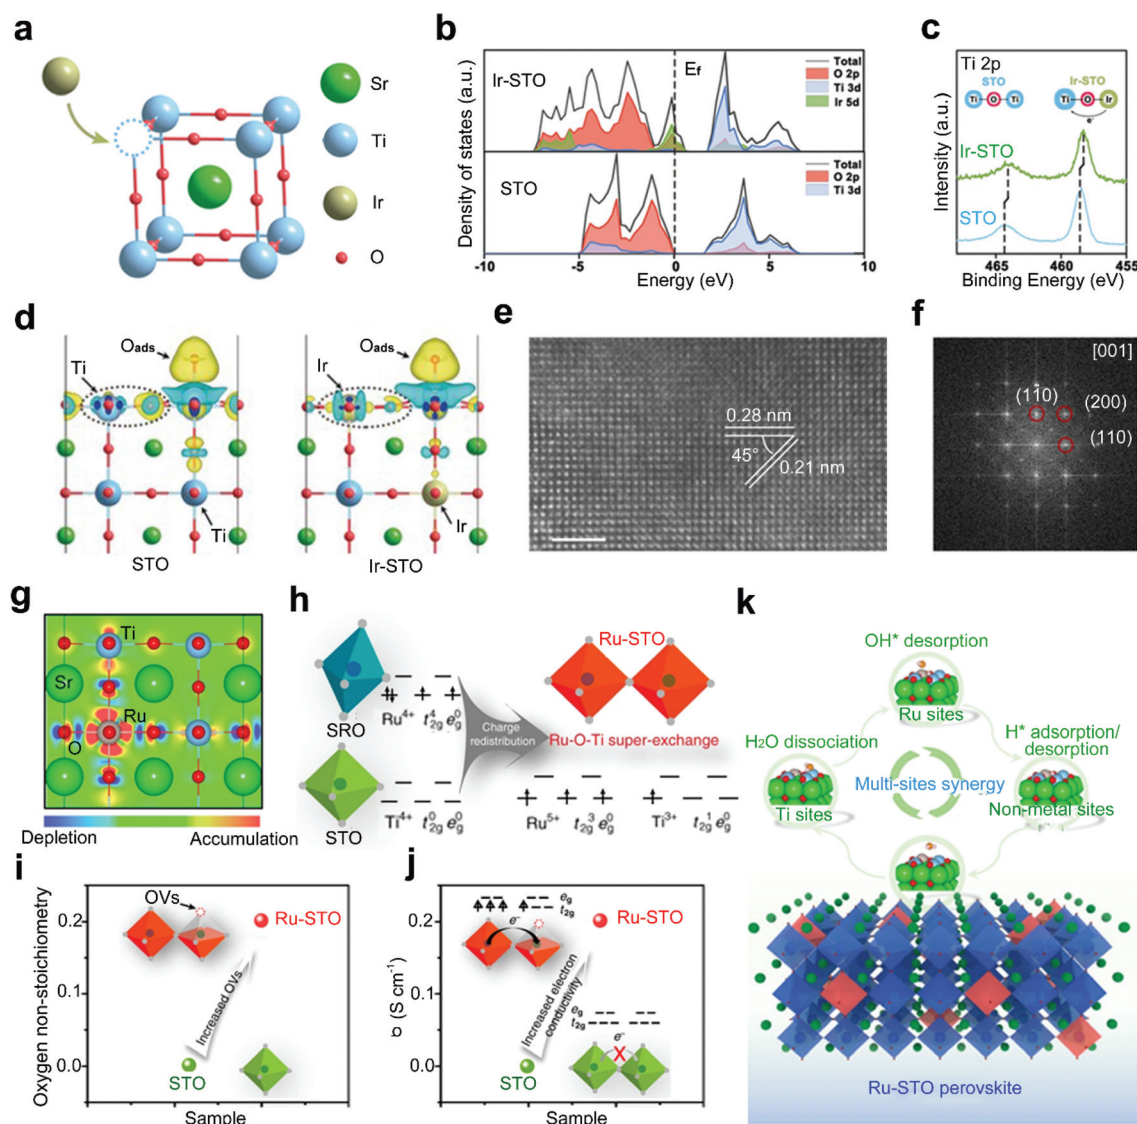 a
Sr
Ti
Ir
O
b
Ir-STO
Ef
Total
O 2p
Ti 3d
Ir 5d
STO
Total
O 2p
Ti 3d
Density of states (a.u.)
-10 -5 0 5 10
Energy (eV)
c
Ti 2p
STO
Ir-STO
Ti O Ti
Ti O Ir
e-
Ir-STO
STO
Intensity (a.u.)
465 460 455
Binding Energy (eV)
d
Oads
Ti
Ti
STO
Oads
Ir
Ir
Ir-STO
e
0.28 nm
45°
0.21 nm
f
[001]
(11̄0)
(200)
(110)
g
Ti
Sr
Ru
O
Depletion
Accumulation
h
SRO
Ru4+ t2g4 eg0
STO
Ti4+ t2g0 eg0
Charge
redistribution
Ru-STO
Ru-O-Ti super-exchange
Ru5+ t2g3 eg0
Ti3+ t2g1 eg0
k
OH* desorption
Ru sites
H2O dissociation
H* adsorption/
desorption
Multi-sites synergy
Ti sites
Non-metal sites
Ru-STO perovskite
i
OVs
Ru-STO
Increased OVs
STO
Oxygen non-stoichiometry
0.2
0.1
0.0
Sample
j
eg
t2g
e-
Ru-STO
Increased electron
conductivity
eg
t2g
e-
X
STO
σ (S cm-1)
0.2
0.1
0.0
Sample